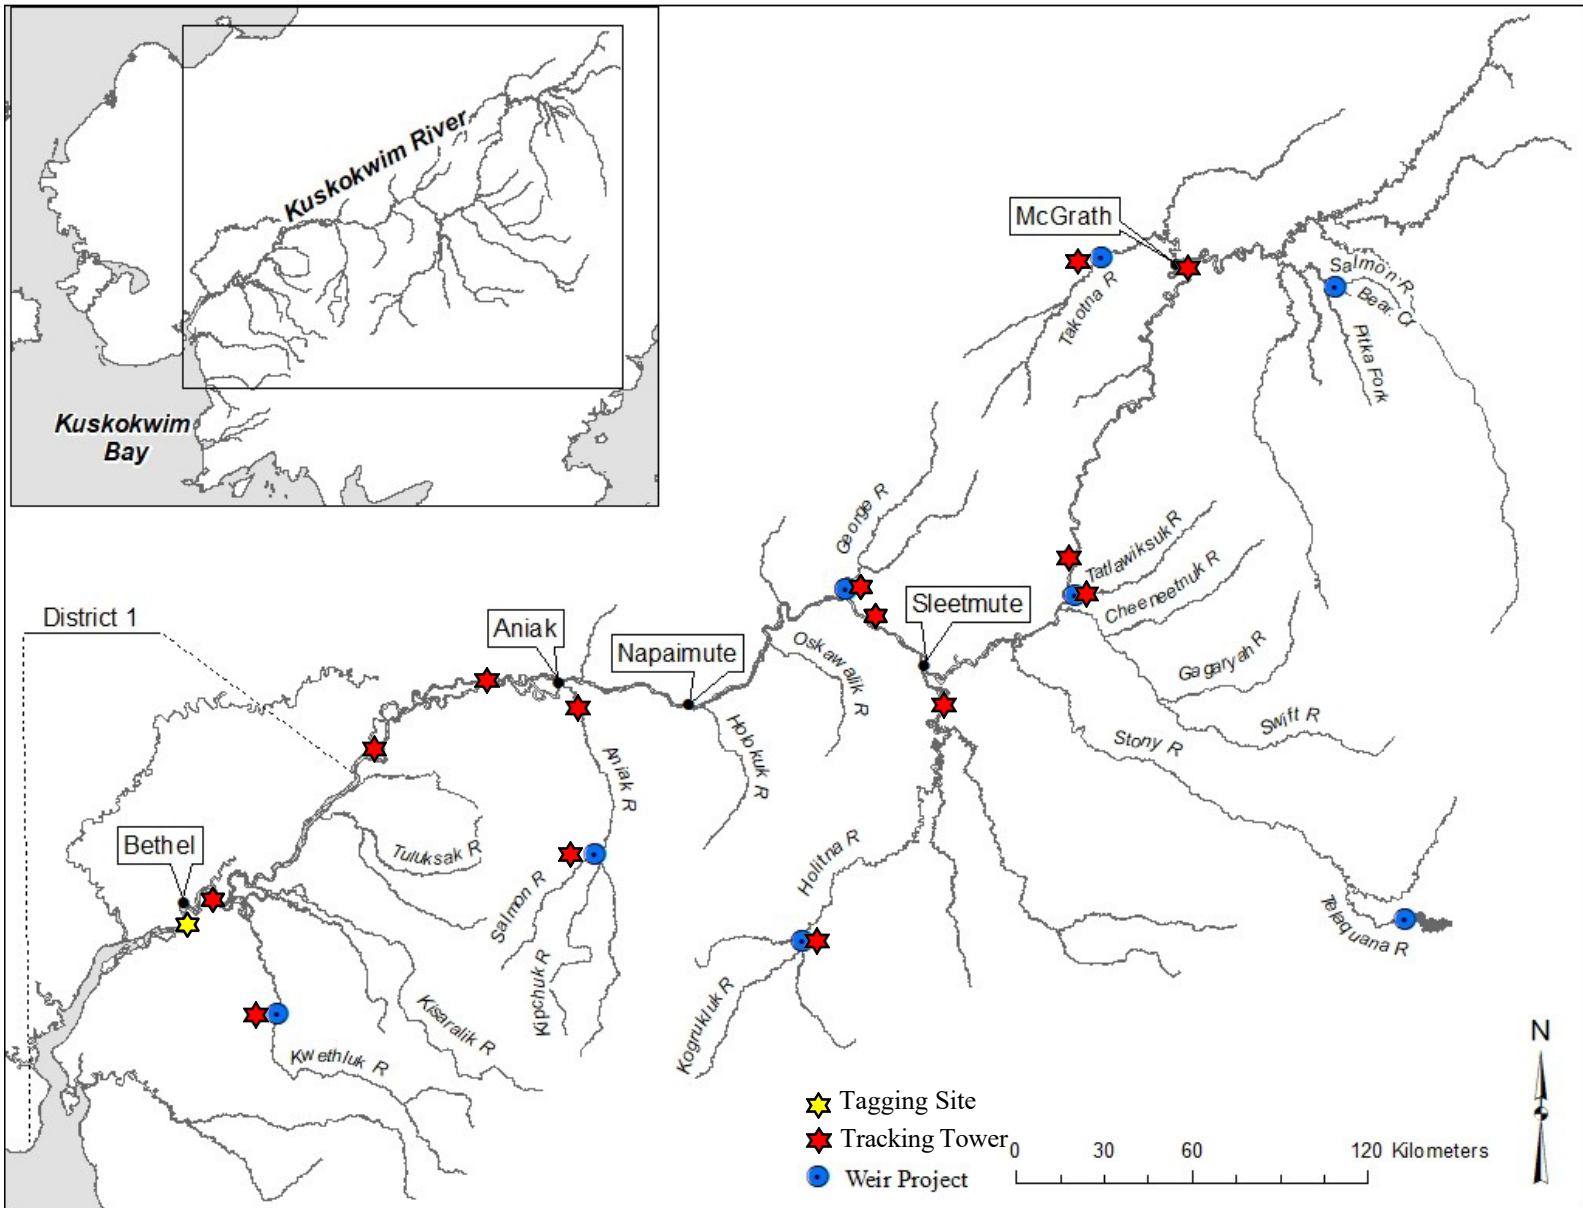 Kuskokwim River
Kuskokwim
Bay
McGrath
Takotna R
Salmon R
Bear Cr
Pitka Fork
George R
Tatlawiksuk R
Cheeneetnuk R
Gagaryah R
Swift R
Stony R
Telaquana R
District 1
Aniak
Napaimute
Sleetmute
Oskawalik R
Holokuk R
Aniak R
Bethel
Tuluksak R
Salmon R
Kipchuk R
Holitna R
Kogrukluk R
Kisaralik R
Kwethluk R
Tagging Site
Tracking Tower
Weir Project
0 30 60 120 Kilometers
N